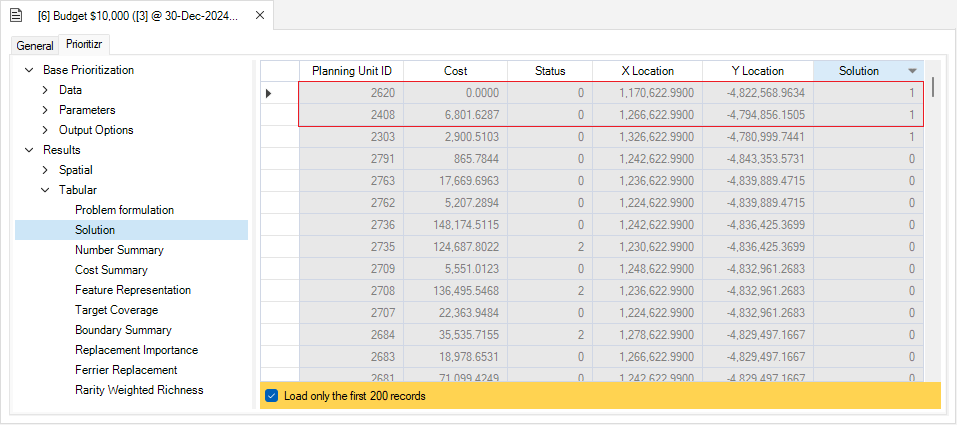 [6] Budget $10,000 ([3] @ 30-Dec-2024...
General Prioritizr
Base Prioritization
Data
Parameters
Output Options
Results
Spatial
Tabular
Problem formulation
Solution
Number Summary
Cost Summary
Feature Representation
Target Coverage
Boundary Summary
Replacement Importance
Ferrier Replacement
Rarity Weighted Richness
Planning Unit ID Cost Status X Location Y Location Solution
2620 0.0000 0 1,170,622.9900 -4,822,568.9634 1
2408 6,801.6287 0 1,266,622.9900 -4,794,856.1505 1
2303 2,900.5103 0 1,326,622.9900 -4,780,999.7441 1
2791 865.7844 0 1,242,622.9900 -4,843,353.5731 0
2763 17,669.6963 0 1,236,622.9900 -4,839,889.4715 0
2762 5,207.2894 0 1,224,622.9900 -4,839,889.4715 0
2736 148,174.5115 0 1,242,622.9900 -4,836,425.3699 0
2735 124,687.8022 2 1,230,622.9900 -4,836,425.3699 0
2709 5,551.0123 0 1,248,622.9900 -4,832,961.2683 0
2708 136,495.5468 2 1,236,622.9900 -4,832,961.2683 0
2707 22,363.9484 0 1,224,622.9900 -4,832,961.2683 0
2684 35,535.7155 2 1,278,622.9900 -4,829,497.1667 0
2683 18,978.6531 0 1,266,622.9900 -4,829,497.1667 0
2681 71,099.4249 0 1,242,622.9900 -4,829,497.1667 0
Load only the first 200 records